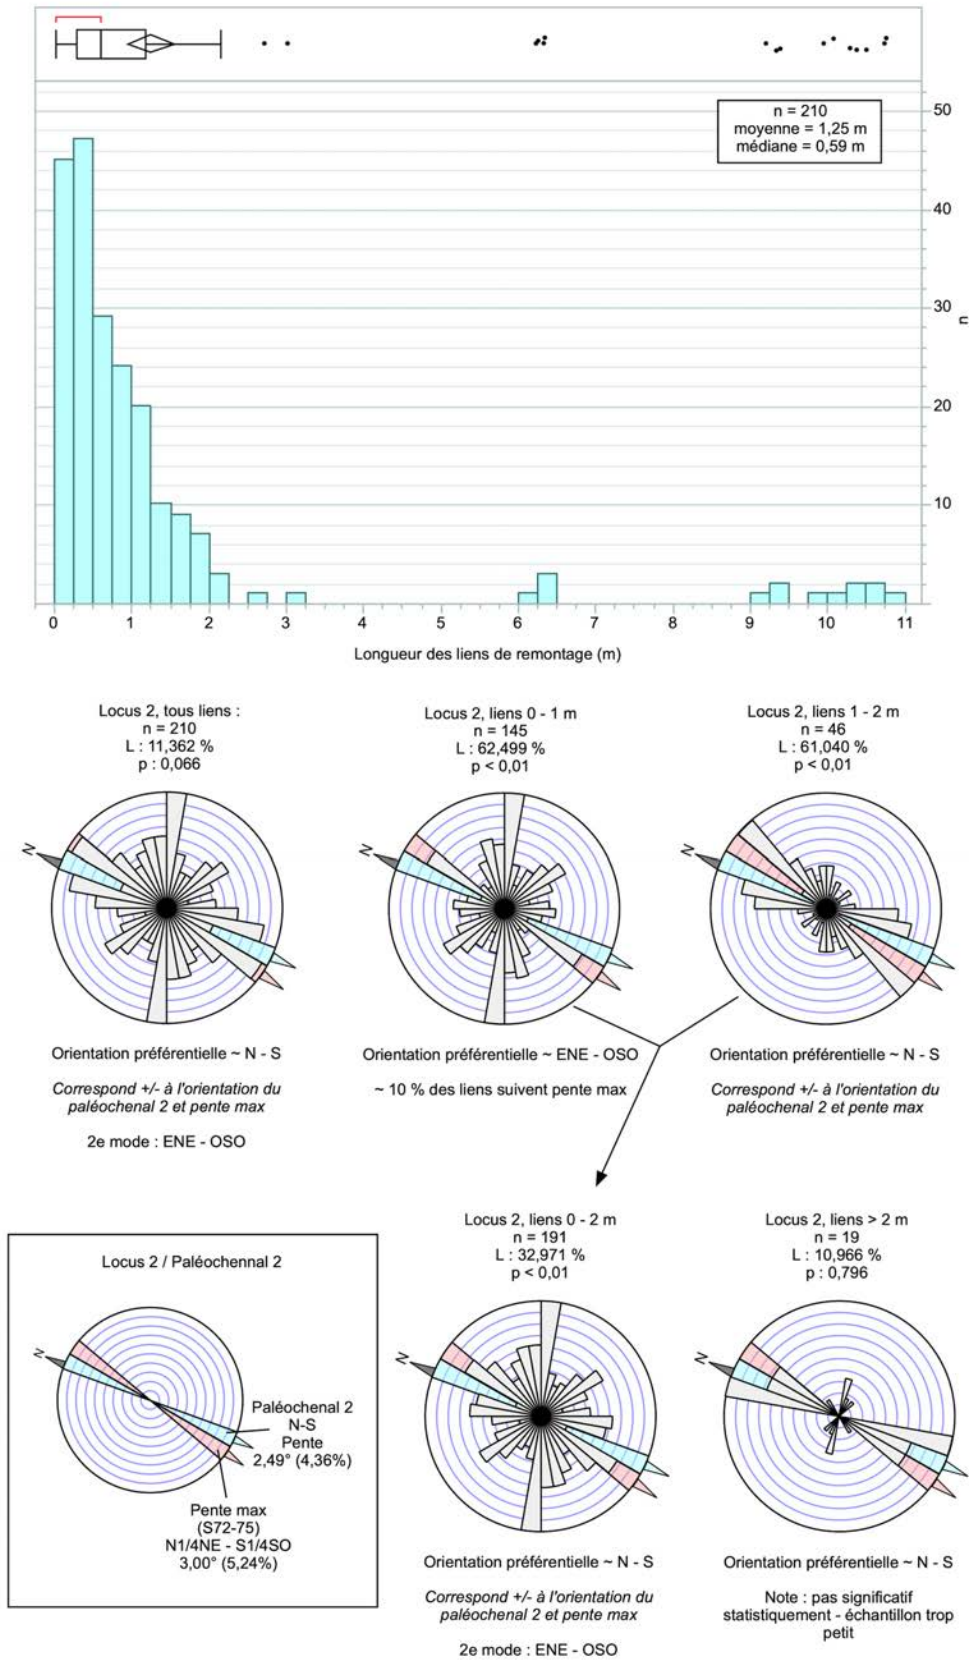 n = 210
moyenne = 1,25 m
médiane = 0,59 m
50
40
30
20
10
n
0 1 2 3 4 5 6 7 8 9 10 11
Longueur des liens de remontage (m)
Locus 2, tous liens :
n = 210
L : 11,362 %
p : 0,066
N
Orientation préférentielle ~ N - S
Correspond +/- à l'orientation du
paléochenal 2 et pente max
2e mode : ENE - OSO
Locus 2, liens 0 - 1 m
n = 145
L : 62,499 %
p < 0,01
N
Orientation préférentielle ~ ENE - OSO
~ 10 % des liens suivent pente max
Locus 2, liens 1 - 2 m
n = 46
L : 61,040 %
p < 0,01
N
Orientation préférentielle ~ N - S
Correspond +/- à l'orientation du
paléochenal 2 et pente max
Locus 2 / Paléochennal 2
N
Paléochenal 2
N-S
Pente
2,49° (4,36%)
Pente max
(S72-75)
N1/4NE - S1/4SO
3,00° (5,24%)
Locus 2, liens 0 - 2 m
n = 191
L : 32,971 %
p < 0,01
N
Orientation préférentielle ~ N - S
Correspond +/- à l'orientation du
paléochenal 2 et pente max
2e mode : ENE - OSO
Locus 2, liens > 2 m
n = 19
L : 10,966 %
p : 0,796
N
Orientation préférentielle ~ N - S
Note : pas significatif
statistiquement - échantillon trop
petit